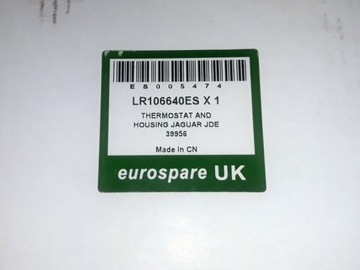 ES005474
LR106640ES X 1
THERMOSTAT AND
HOUSING JAGUAR JDE
39956
Made In CN
eurospare UK